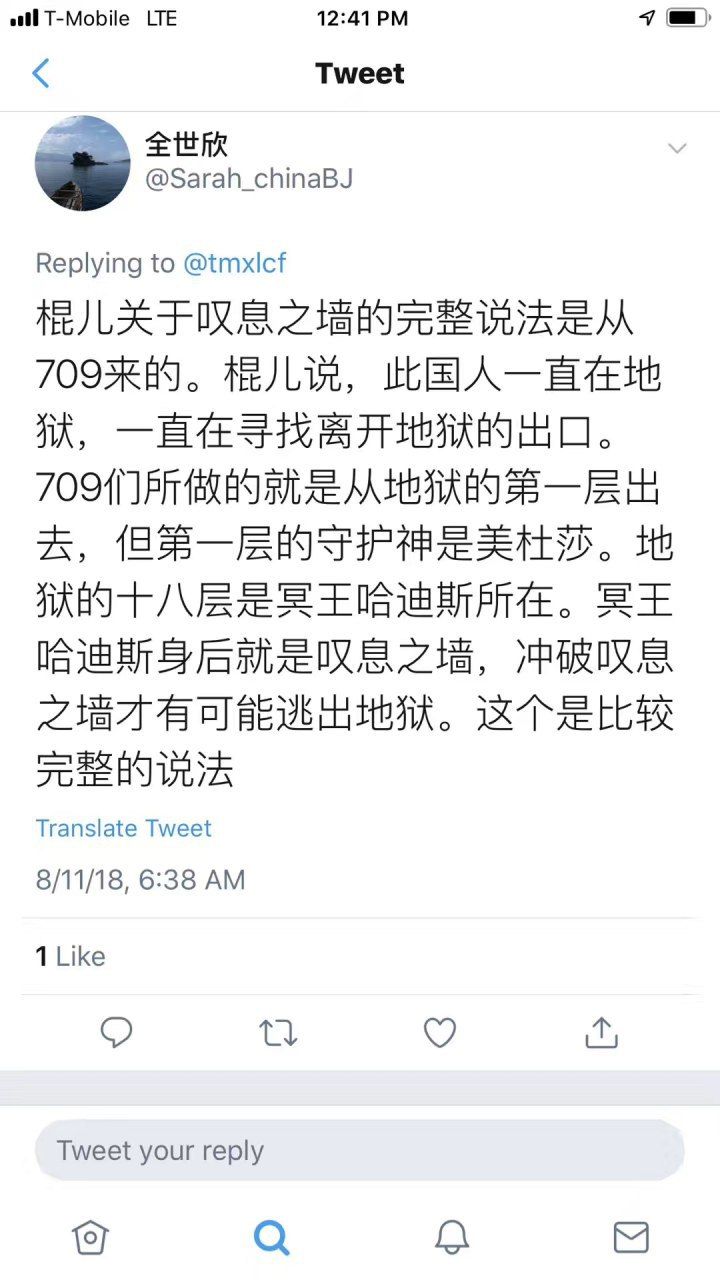 T-Mobile LTE 12:41 PM
Tweet
全世欣
@Sarah_chinaBJ
Replying to @tmxlcf
棍儿关于叹息之墙的完整说法是从
709来的。棍儿说，此国人一直在地
狱，一直在寻找离开地狱的出口。
709们所做的就是从地狱的第一层出
去，但第一层的守护神是美杜莎。地
狱的十八层是冥王哈迪斯所在。冥王
哈迪斯身后就是叹息之墙，冲破叹息
之墙才有可能逃出地狱。这个是比较
完整的说法
Translate Tweet
8/11/18, 6:38 AM
1 Like
Tweet your reply